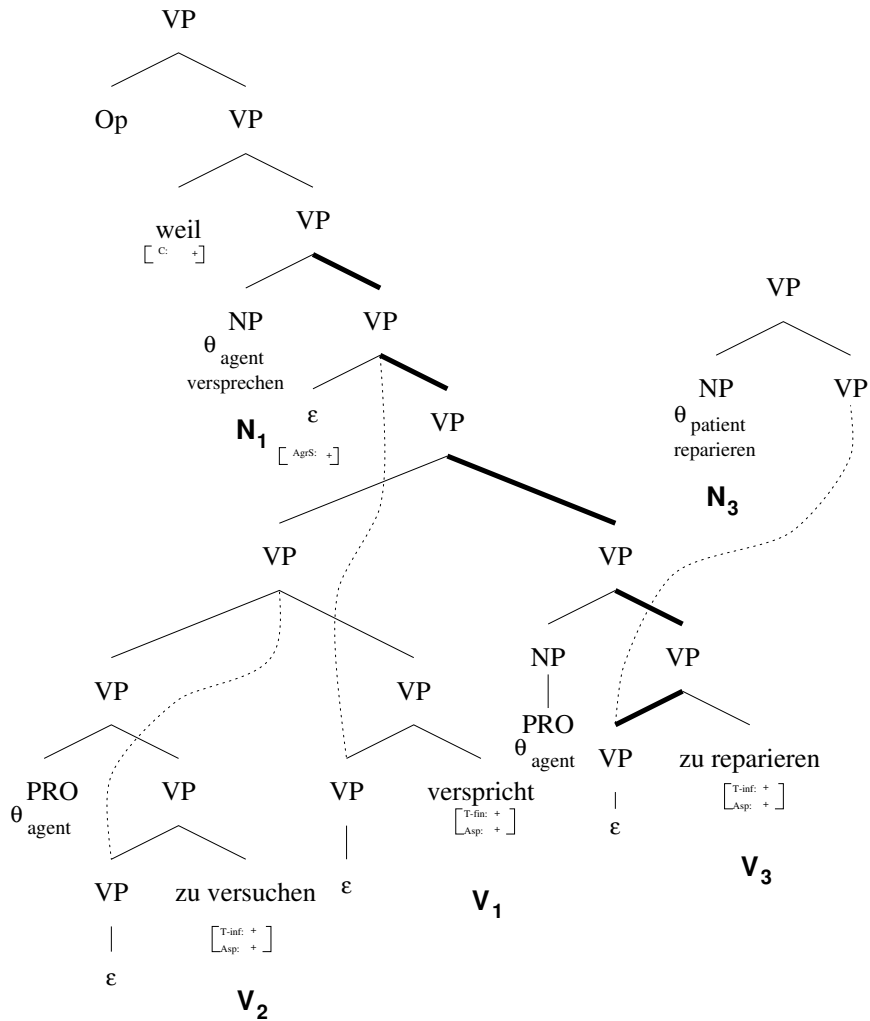 VP
Op VP
weil VP
[ C: + ]
VP
NP VP
θ agent
versprechen
NP VP
θ patient
reparieren
ε VP
N1
[ AgrS: + ]
N3
VP VP
VP VP NP VP
PRO
θ agent
PRO VP VP verspricht VP zu reparieren
θ agent
[ T-fin: +
Asp: + ]
[ T-inf: +
Asp: + ]
ε
VP zu versuchen ε V1 V3
[ T-inf: +
Asp: + ]
ε
V2